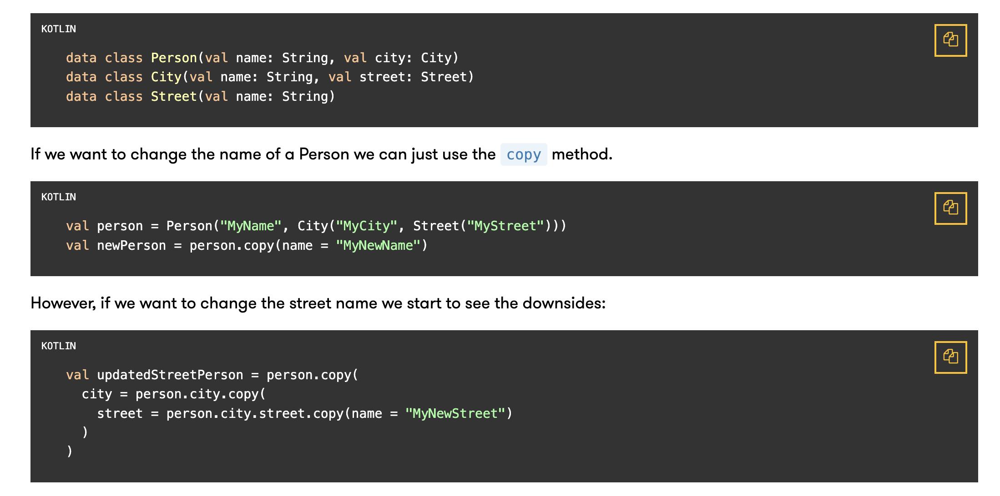 KOTLIN
data class Person(val name: String, val city: City)
data class City(val name: String, val street: Street)
data class Street(val name: String)
If we want to change the name of a Person we can just use the copy method.
KOTLIN
val person = Person("MyName", City("MyCity", Street("MyStreet")))
val newPerson = person.copy(name = "MyNewName")
However, if we want to change the street name we start to see the downsides:
KOTLIN
val updatedStreetPerson = person.copy(
  city = person.city.copy(
    street = person.city.street.copy(name = "MyNewStreet")
  )
)